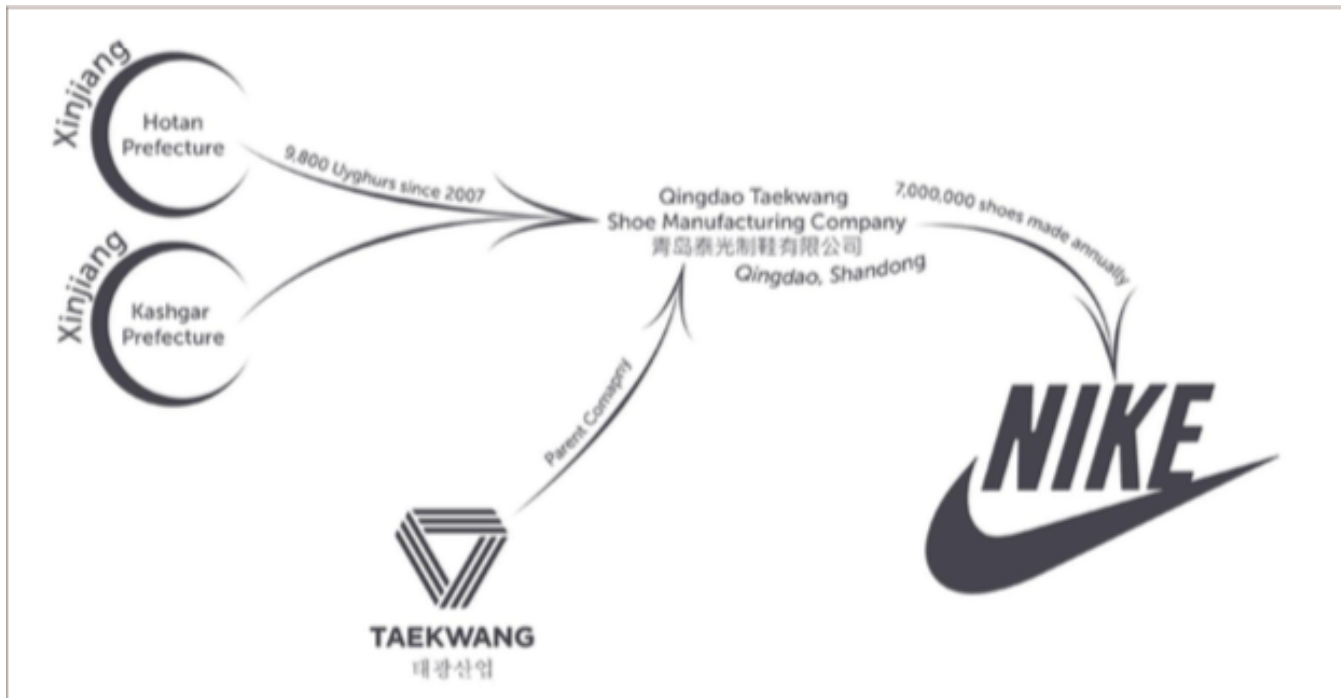 Xinjiang
Hotan
Prefecture
9,800 Uyghurs since 2007
Xinjiang
Kashgar
Prefecture
Qingdao Taekwang
Shoe Manufacturing Company
青岛泰光制鞋有限公司
Qingdao, Shandong
7,000,000 shoes made annually
Parent Comapny
NIKE
TAEKWANG
태광산업